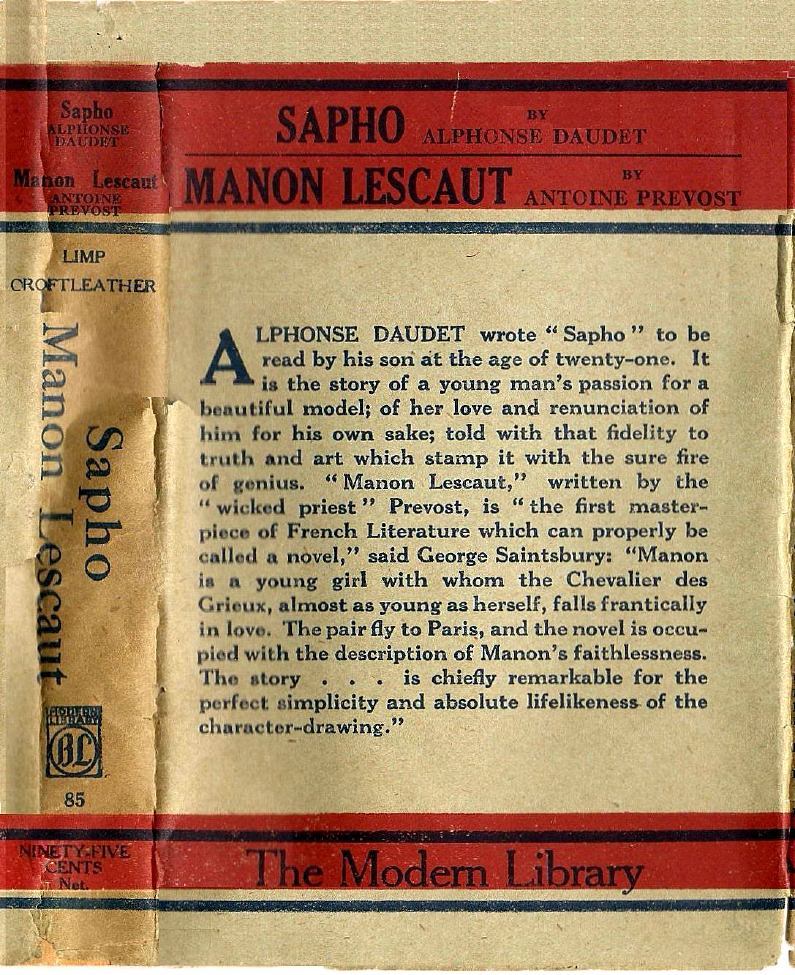 Sapho
ALPHONSE
DAUDET
Manon Lescaut
ANTOINE
PREVOST
LIMP
CROFTLEATHER
Sapho
Manon Lescaut
MODERN
LIBRARY
BL
85
NINETY-FIVE
CENTS
Net.
SAPHO BY ALPHONSE DAUDET
MANON LESCAUT BY ANTOINE PREVOST
ALPHONSE DAUDET wrote “Sapho” to be
read by his son at the age of twenty-one. It
is the story of a young man’s passion for a
beautiful model; of her love and renunciation of
him for his own sake; told with that fidelity to
truth and art which stamp it with the sure fire
of genius. “Manon Lescaut,” written by the
“wicked priest” Prevost, is “the first master-
piece of French Literature which can properly be
called a novel,” said George Saintsbury: “Manon
is a young girl with whom the Chevalier des
Grieux, almost as young as herself, falls frantically
in love. The pair fly to Paris, and the novel is occu-
pied with the description of Manon’s faithlessness.
The story . . . is chiefly remarkable for the
perfect simplicity and absolute lifelikeness of the
character-drawing.”
The Modern Library